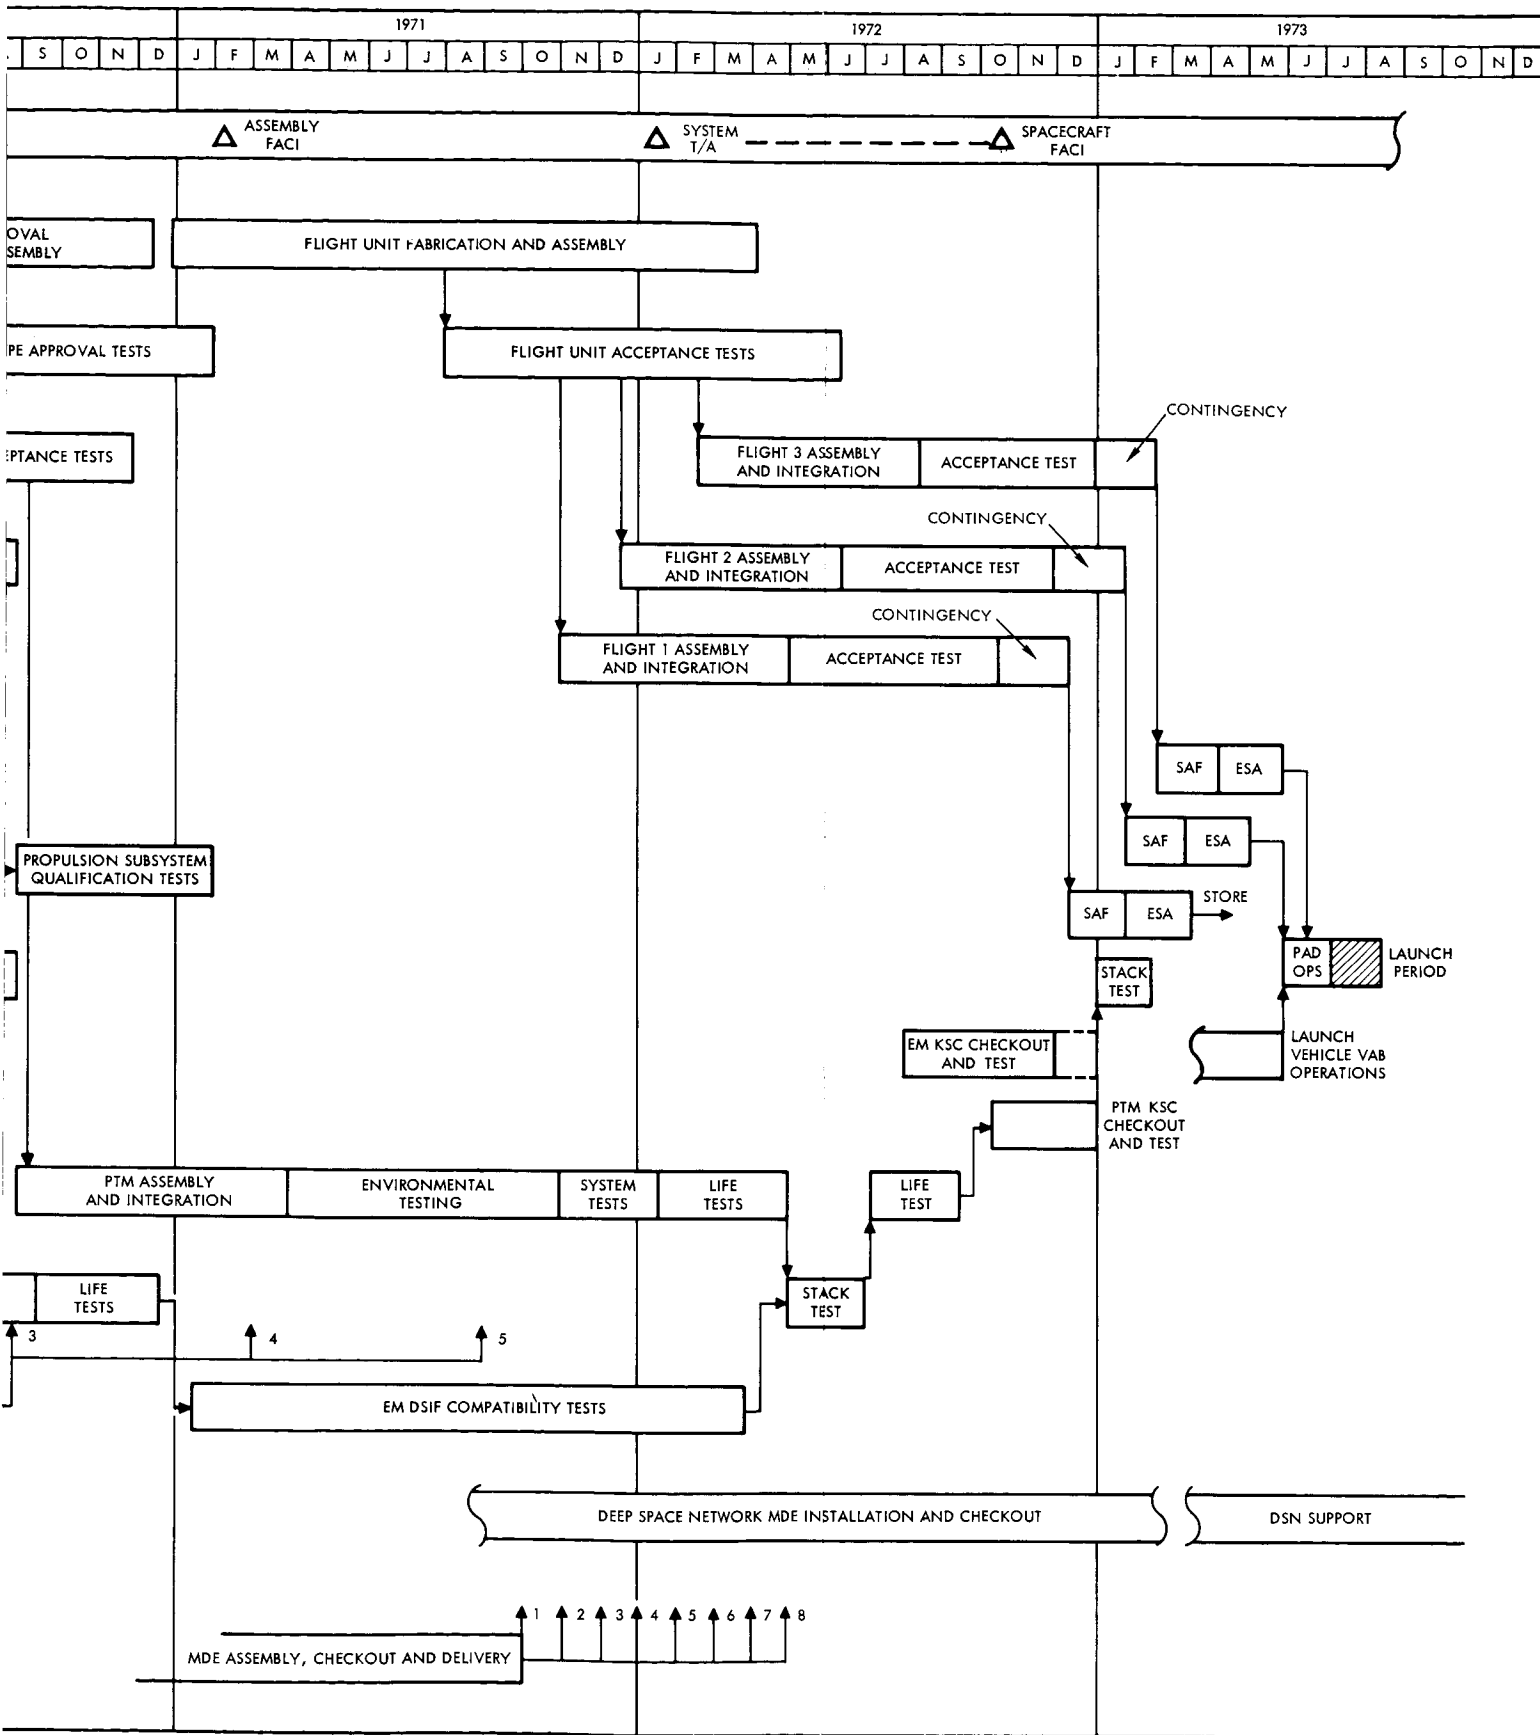 1971 1972 1973
S O N D J F M A M J J A S O N D J F M A M J J A S O N D J F M A M J J A S O N D
ASSEMBLY
FACI
SYSTEM
T/A
SPACECRAFT
FACI
OVAL
SEMBLY
FLIGHT UNIT FABRICATION AND ASSEMBLY
PE APPROVAL TESTS
FLIGHT UNIT ACCEPTANCE TESTS
CONTINGENCY
EPTANCE TESTS
FLIGHT 3 ASSEMBLY
AND INTEGRATION
ACCEPTANCE TEST
CONTINGENCY
FLIGHT 2 ASSEMBLY
AND INTEGRATION
ACCEPTANCE TEST
CONTINGENCY
FLIGHT 1 ASSEMBLY
AND INTEGRATION
ACCEPTANCE TEST
SAF ESA
SAF ESA
PROPULSION SUBSYSTEM
QUALIFICATION TESTS
SAF ESA
STORE
PAD
OPS
LAUNCH
PERIOD
STACK
TEST
EM KSC CHECKOUT
AND TEST
LAUNCH
VEHICLE VAB
OPERATIONS
PTM KSC
CHECKOUT
AND TEST
PTM ASSEMBLY
AND INTEGRATION
ENVIRONMENTAL
TESTING
SYSTEM
TESTS
LIFE
TESTS
LIFE
TEST
LIFE
TESTS
STACK
TEST
3 4 5
EM DSIF COMPATIBILITY TESTS
DEEP SPACE NETWORK MDE INSTALLATION AND CHECKOUT
DSN SUPPORT
1 2 3 4 5 6 7 8
MDE ASSEMBLY, CHECKOUT AND DELIVERY